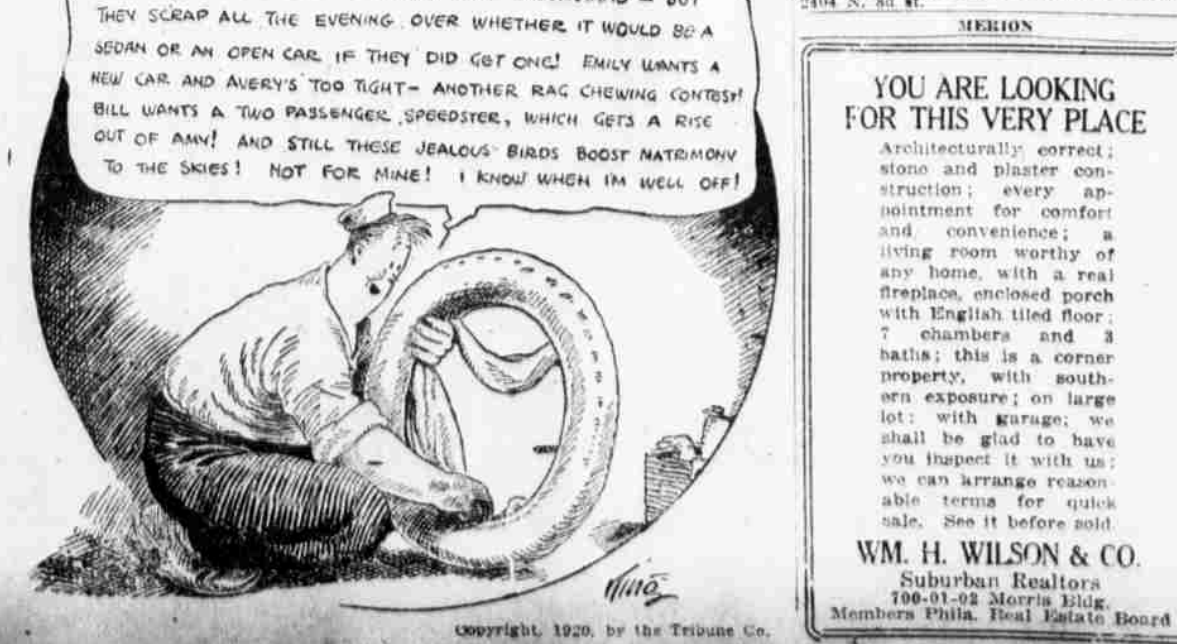 THEY SCRAP ALL THE EVENING OVER WHETHER IT WOULD BE A
SEDAN OR AN OPEN CAR IF THEY DID GET ONE! EMILY WANTS A
NEW CAR AND AVERY'S TOO TIGHT- ANOTHER RAG CHEWING CONTEST!
BILL WANTS A TWO PASSENGER SPEEDSTER, WHICH GETS A RISE
OUT OF AMY! AND STILL THESE JEALOUS BIRDS BOOST MATRIMONY
TO THE SKIES! NOT FOR MINE! I KNOW WHEN I'M WELL OFF!
KING
Copyright, 1920, by the Tribune Co.
2404 N. 3d st.
MERION
YOU ARE LOOKING
FOR THIS VERY PLACE
Architecturally correct;
stone and plaster con-
struction; every ap-
pointment for comfort
and convenience; a
living room worthy of
any home, with a real
fireplace, enclosed porch
with English tiled floor;
7 chambers and 3
baths; this is a corner
property, with south-
ern exposure; on large
lot; with garage; we
shall be glad to have
you inspect it with us;
we can arrange reason-
able terms for quick
sale. See it before sold.
WM. H. WILSON & CO.
Suburban Realtors
700-01-02 Morris Bldg.
Members Phila. Real Estate Board